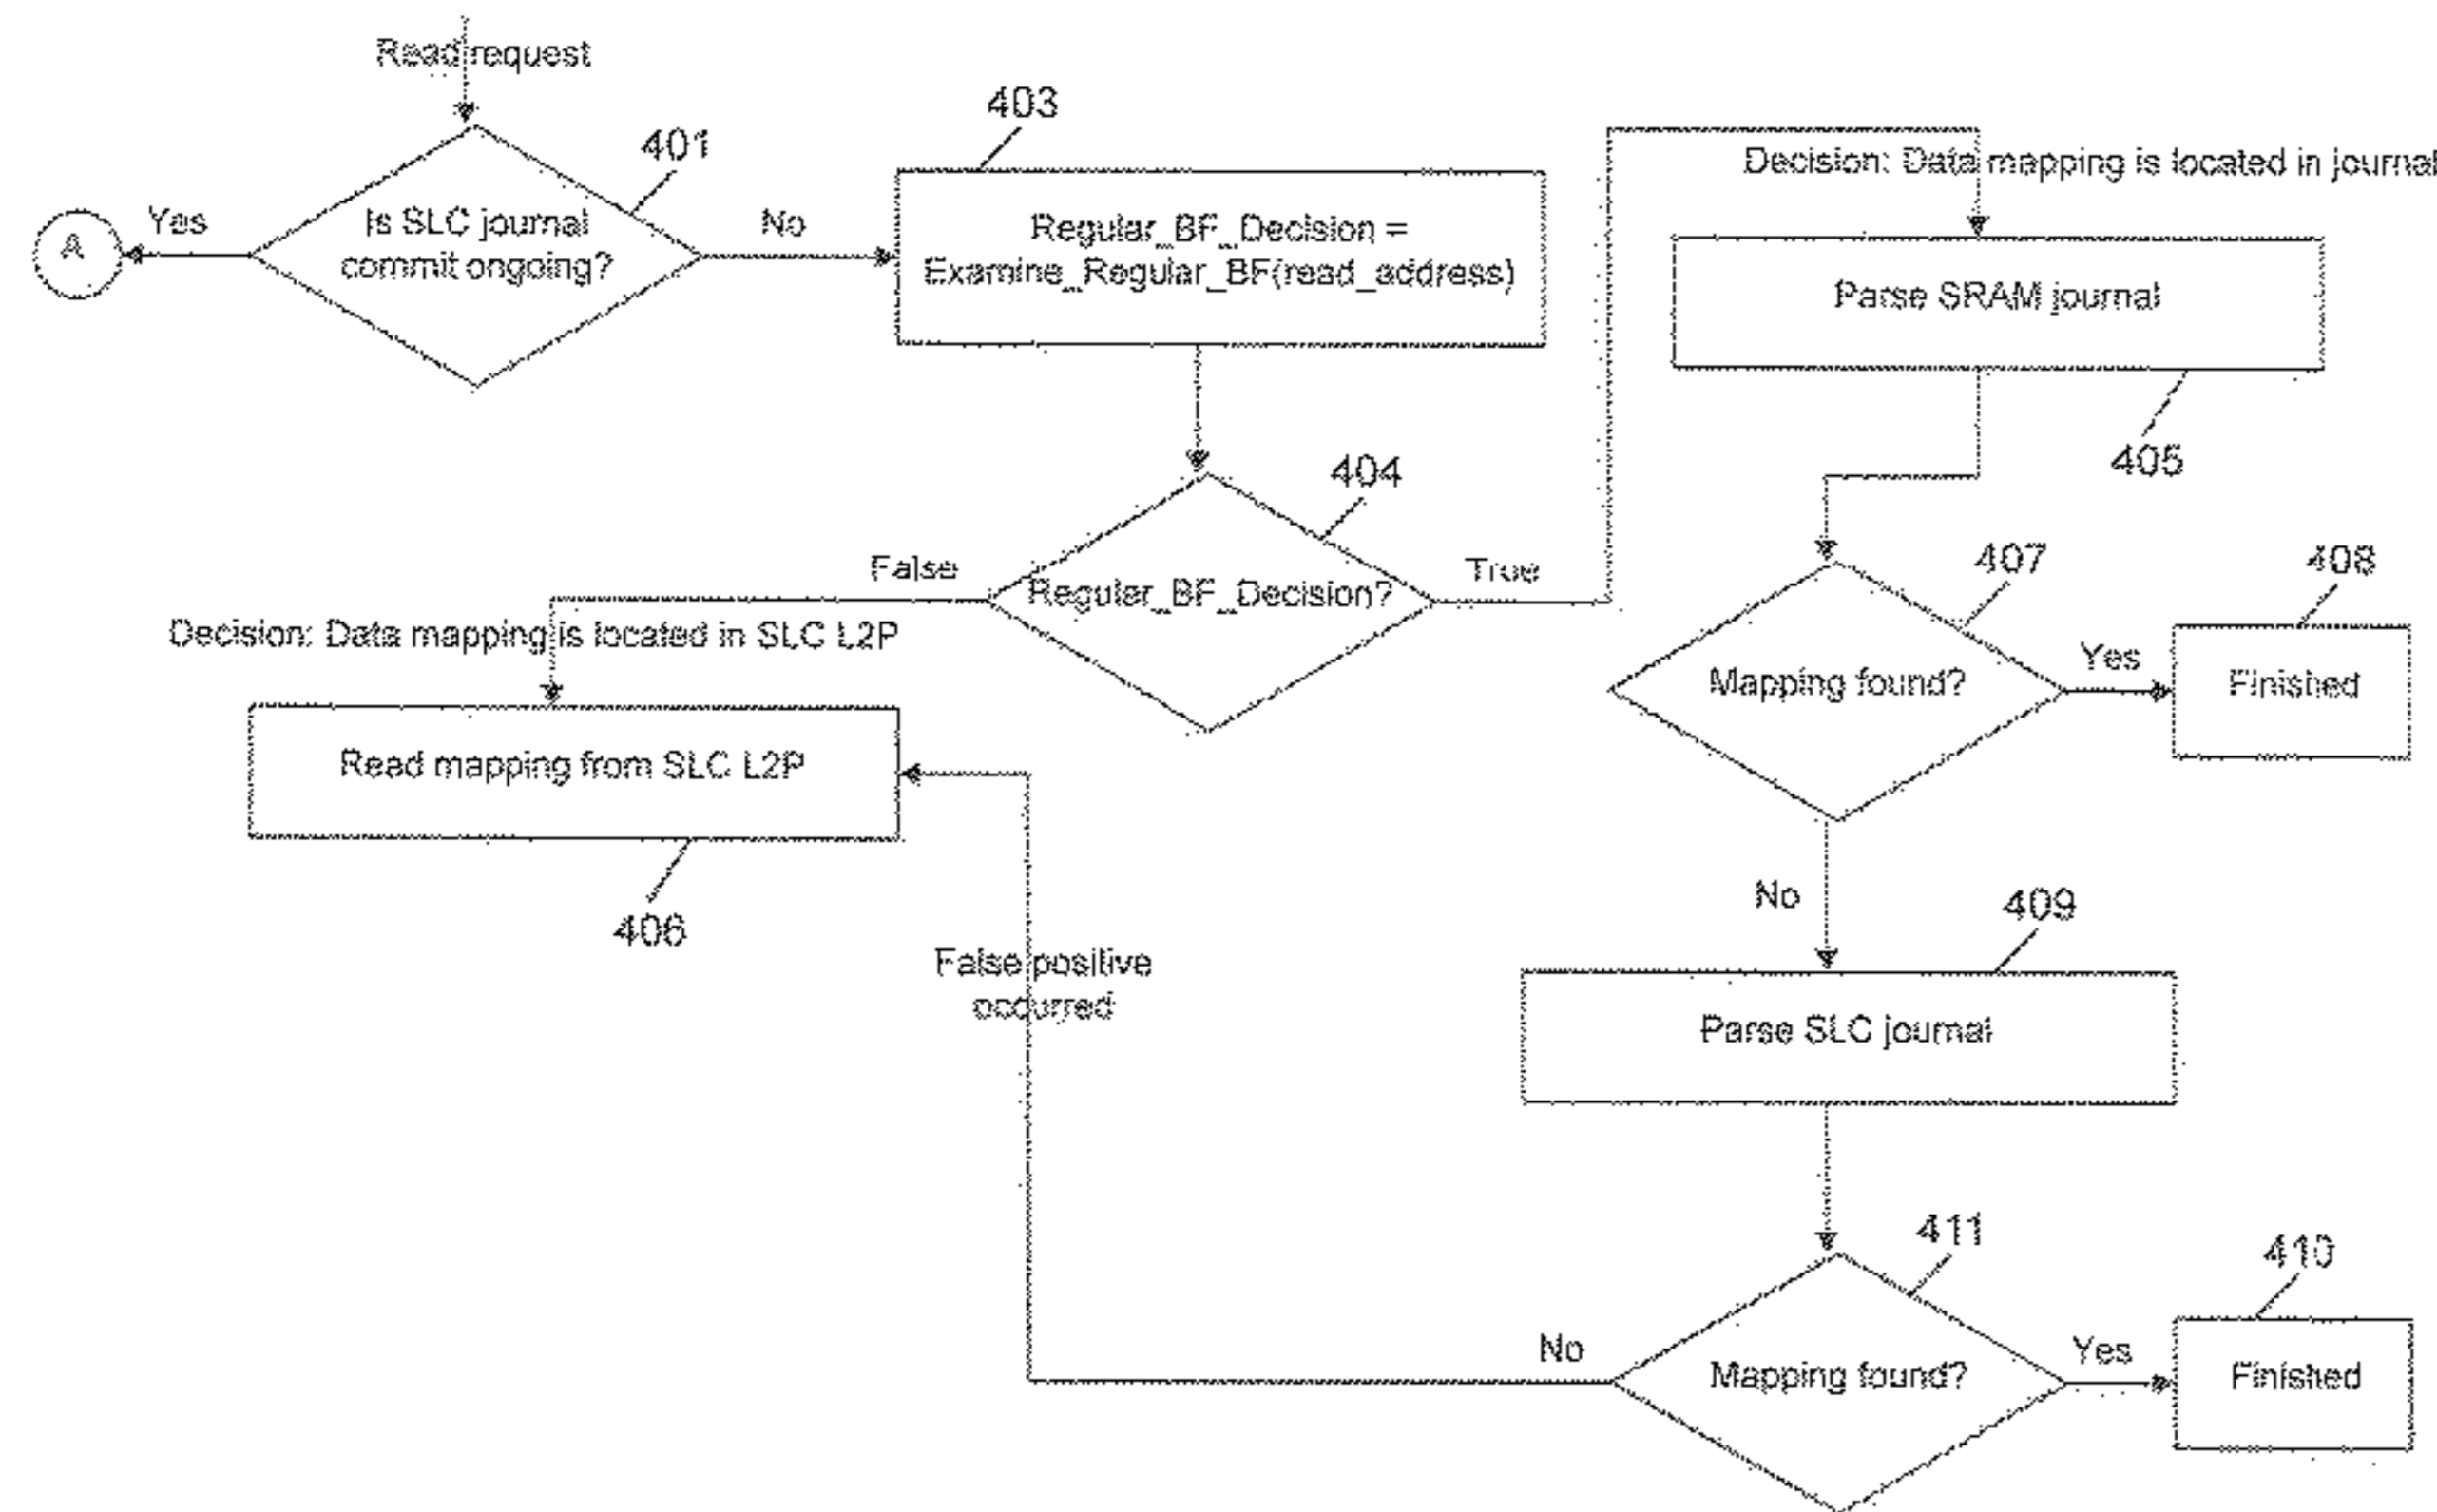 Read request
401
Is SLC journal
commit ongoing?
Yes
A
No
403
Regular_BF_Decision =
Examine_Regular_BF(read_address)
404
Regular_BF_Decision?
False
True
Decision: Data mapping is located in SLC L2P
Read mapping from SLC L2P
406
Decision: Data mapping is located in journal
Parse SRAM journal
405
407
Mapping found?
Yes
408
Finished
No
409
Parse SLC journal
411
Mapping found?
Yes
410
Finished
No
False positive
occurred